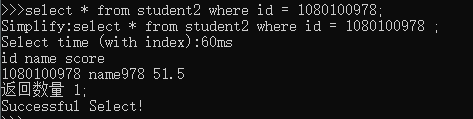 >>>select * from student2 where id = 1080100978;
Simplify:select * from student2 where id = 1080100978 ;
Select time (with index):60ms
id name score
1080100978 name978 51.5
返回数量 1;
Successful Select!
>>>